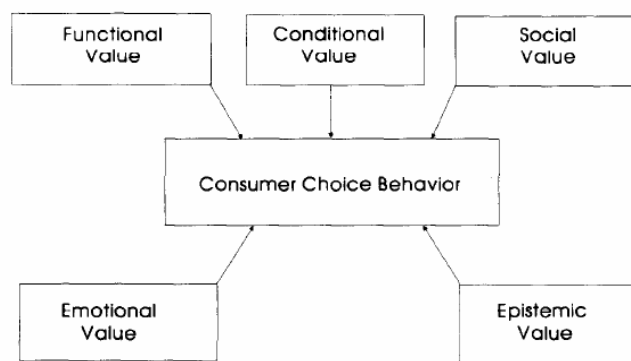 Functional
Value
Conditional
Value
Social
Value
Consumer Choice Behavior
Emotional
Value
Epistemic
Value